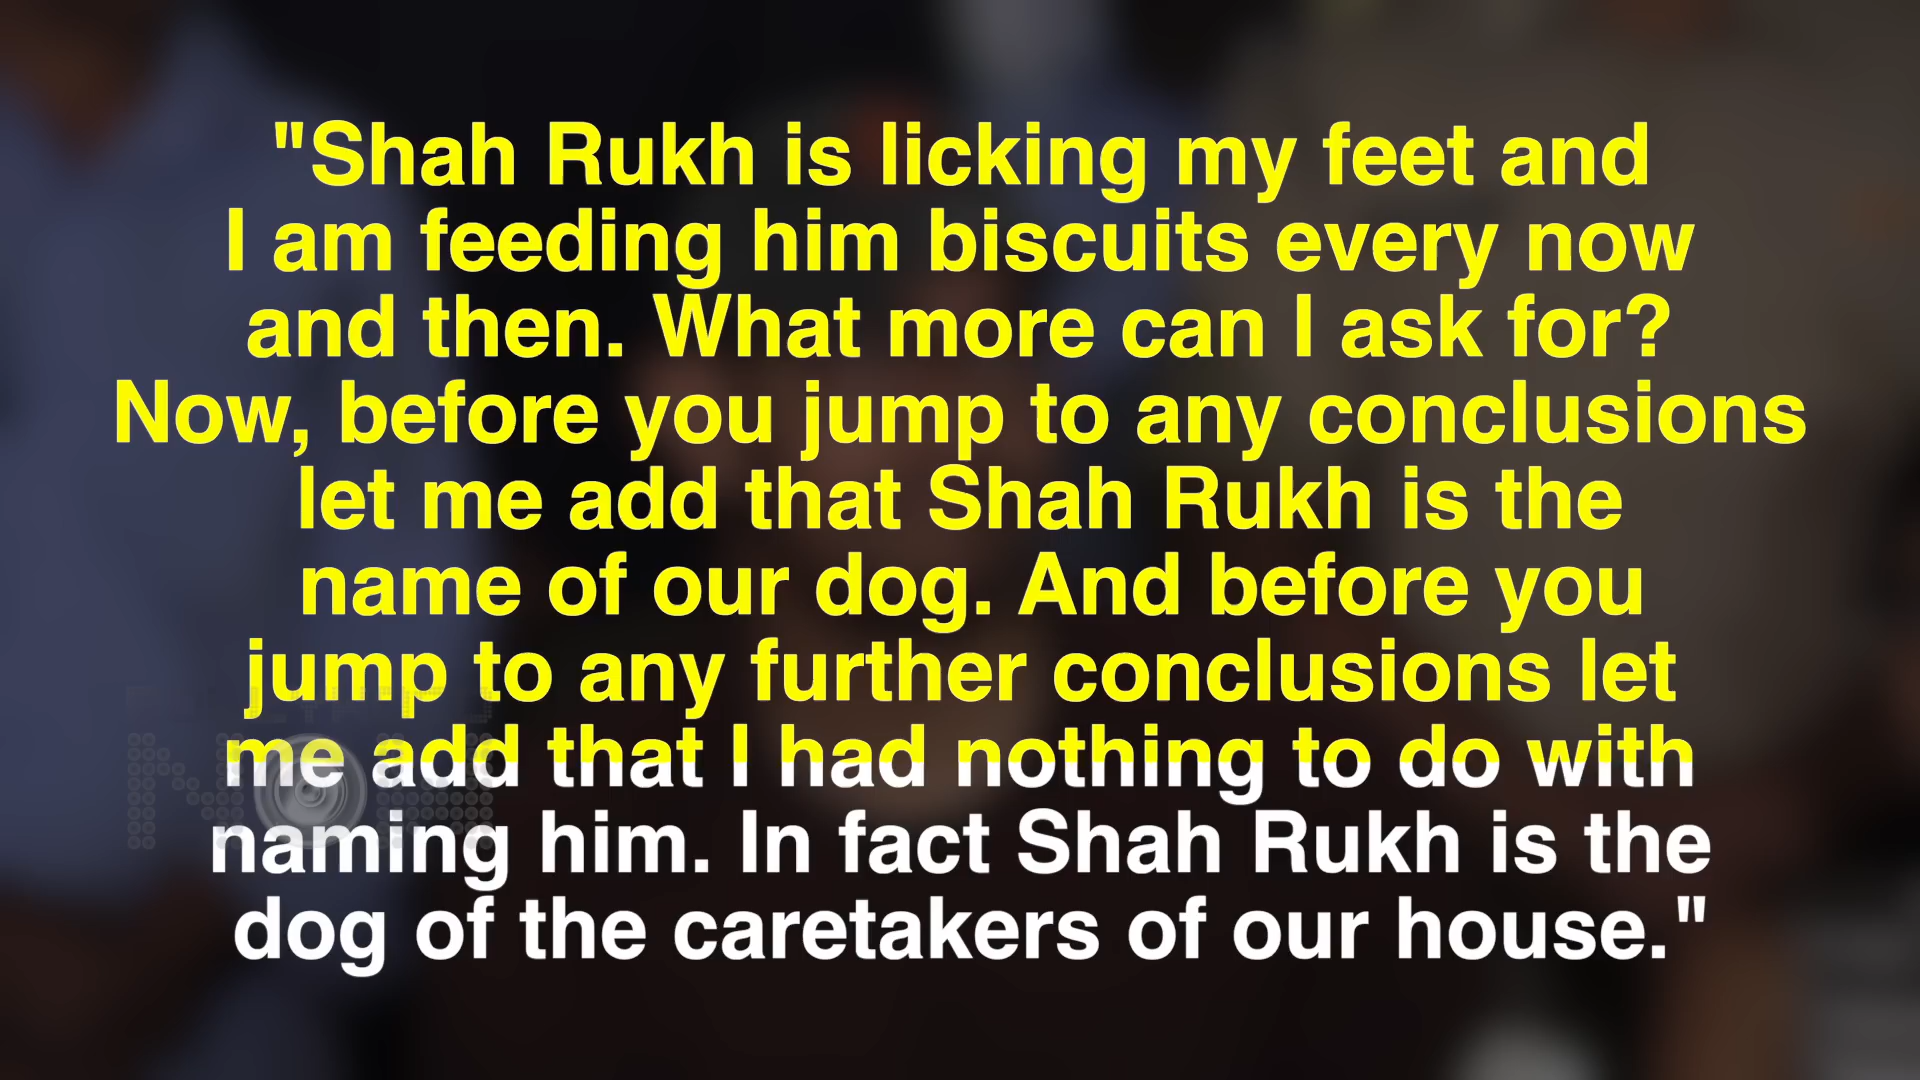 "Shah Rukh is licking my feet and
I am feeding him biscuits every now
and then. What more can I ask for?
Now, before you jump to any conclusions
let me add that Shah Rukh is the
name of our dog. And before you
jump to any further conclusions let
me add that I had nothing to do with
naming him. In fact Shah Rukh is the
dog of the caretakers of our house."